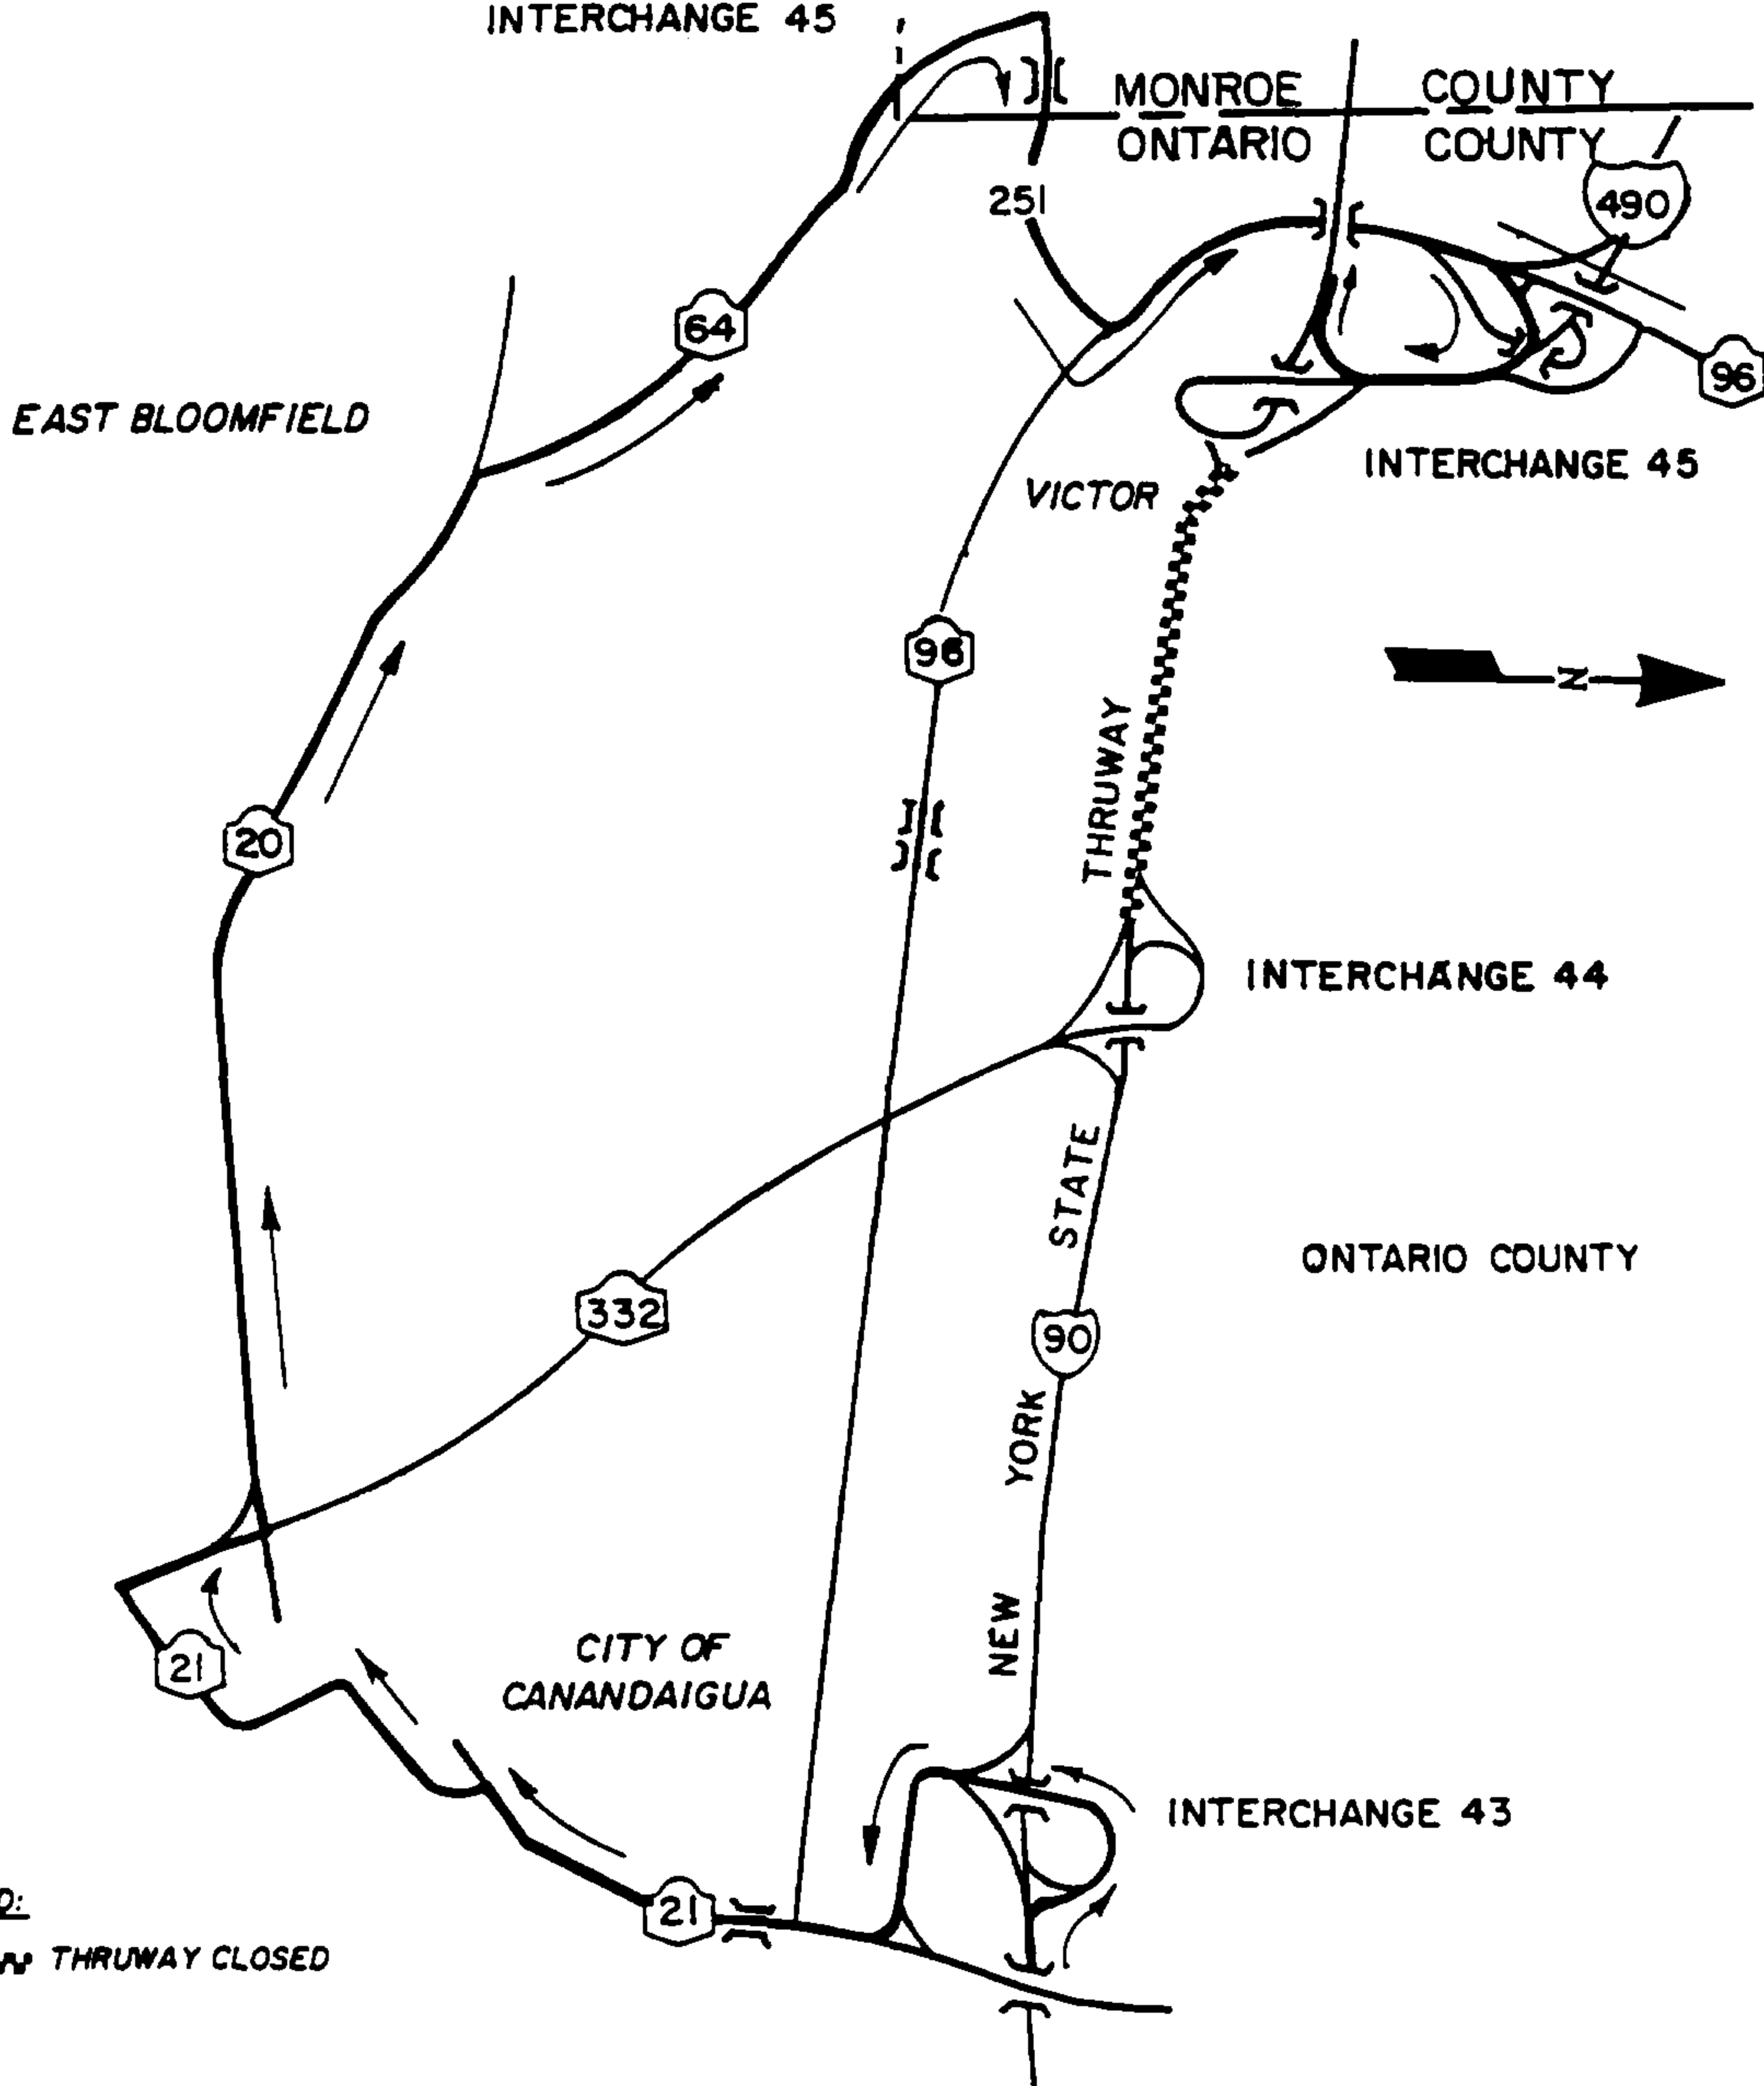 INTERCHANGE 45
MONROE COUNTY
ONTARIO COUNTY
251
490
64
96
EAST BLOOMFIELD
INTERCHANGE 45
VICTOR
96
N
THRUWAY
20
INTERCHANGE 44
STATE
ONTARIO COUNTY
332
90
YORK
NEW
CITY OF
CANANDAIGUA
21
INTERCHANGE 43
21
D:
THRUWAY CLOSED